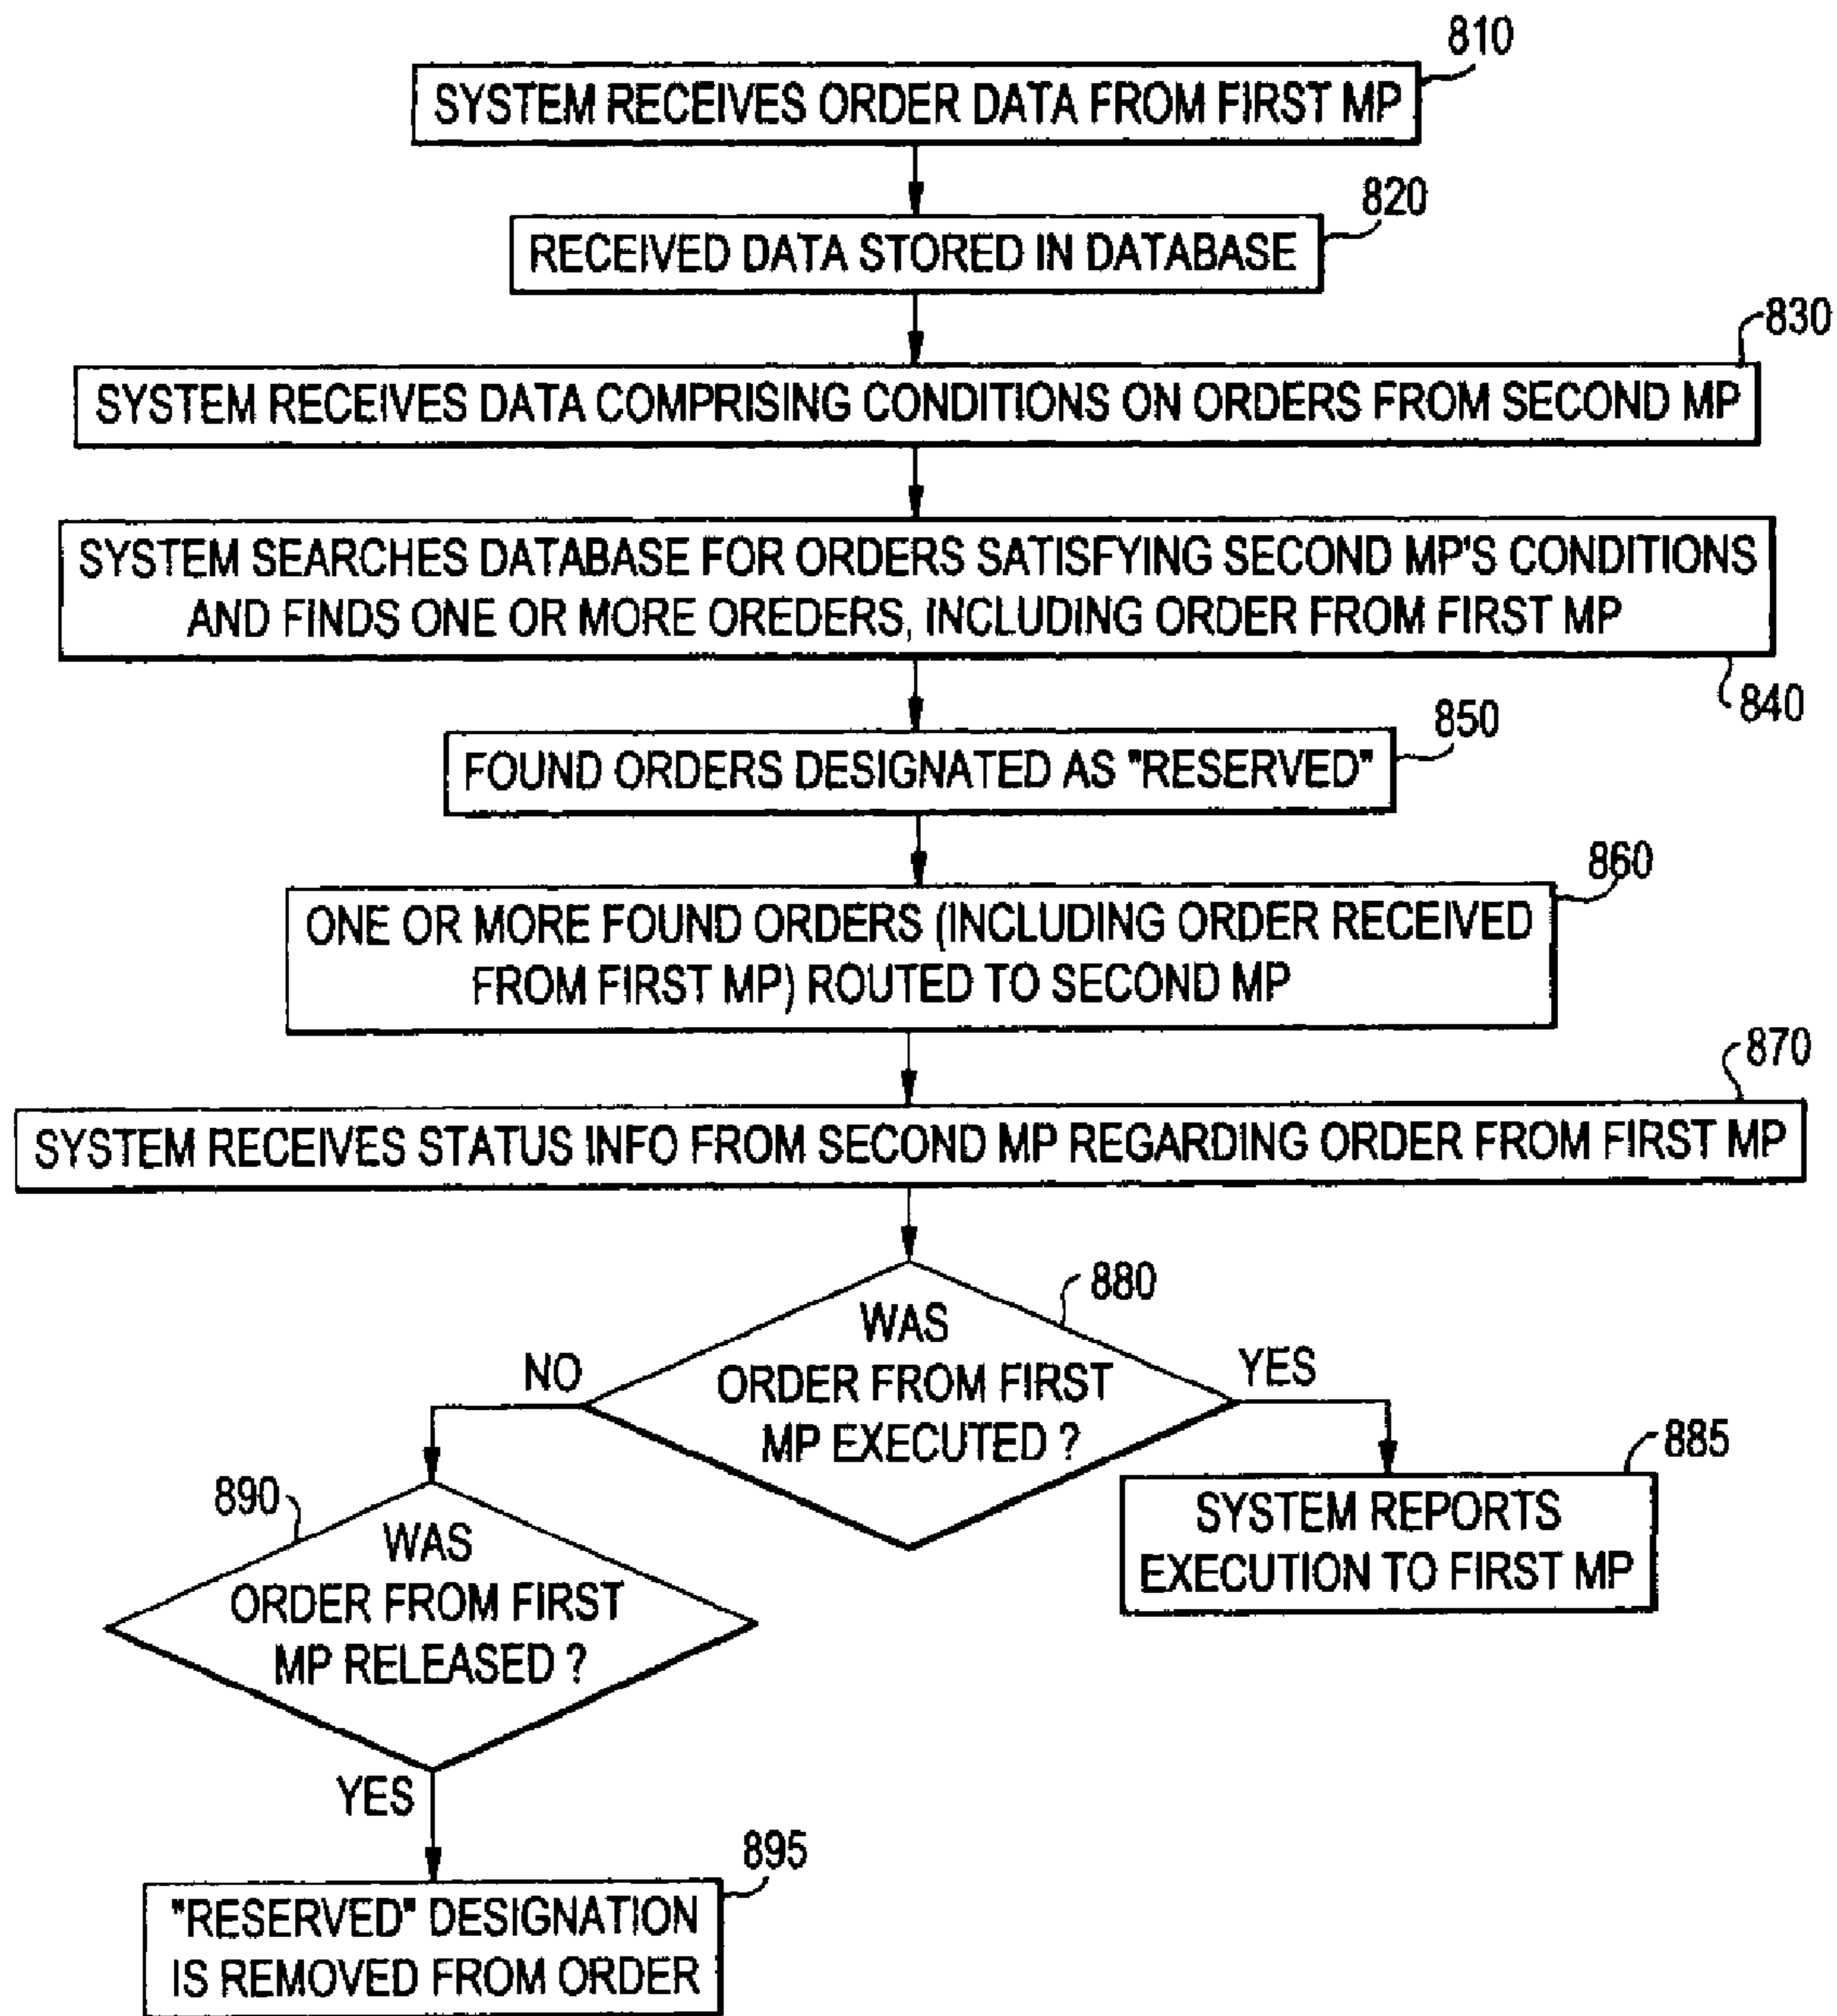 810
SYSTEM RECEIVES ORDER DATA FROM FIRST MP
820
RECEIVED DATA STORED IN DATABASE
830
SYSTEM RECEIVES DATA COMPRISING CONDITIONS ON ORDERS FROM SECOND MP
SYSTEM SEARCHES DATABASE FOR ORDERS SATISFYING SECOND MP'S CONDITIONS
AND FINDS ONE OR MORE OREDERS, INCLUDING ORDER FROM FIRST MP
840
850
FOUND ORDERS DESIGNATED AS "RESERVED"
860
ONE OR MORE FOUND ORDERS (INCLUDING ORDER RECEIVED
FROM FIRST MP) ROUTED TO SECOND MP
870
SYSTEM RECEIVES STATUS INFO FROM SECOND MP REGARDING ORDER FROM FIRST MP
880
WAS
ORDER FROM FIRST
MP EXECUTED ?
NO
YES
885
SYSTEM REPORTS
EXECUTION TO FIRST MP
890
WAS
ORDER FROM FIRST
MP RELEASED ?
YES
895
"RESERVED" DESIGNATION
IS REMOVED FROM ORDER